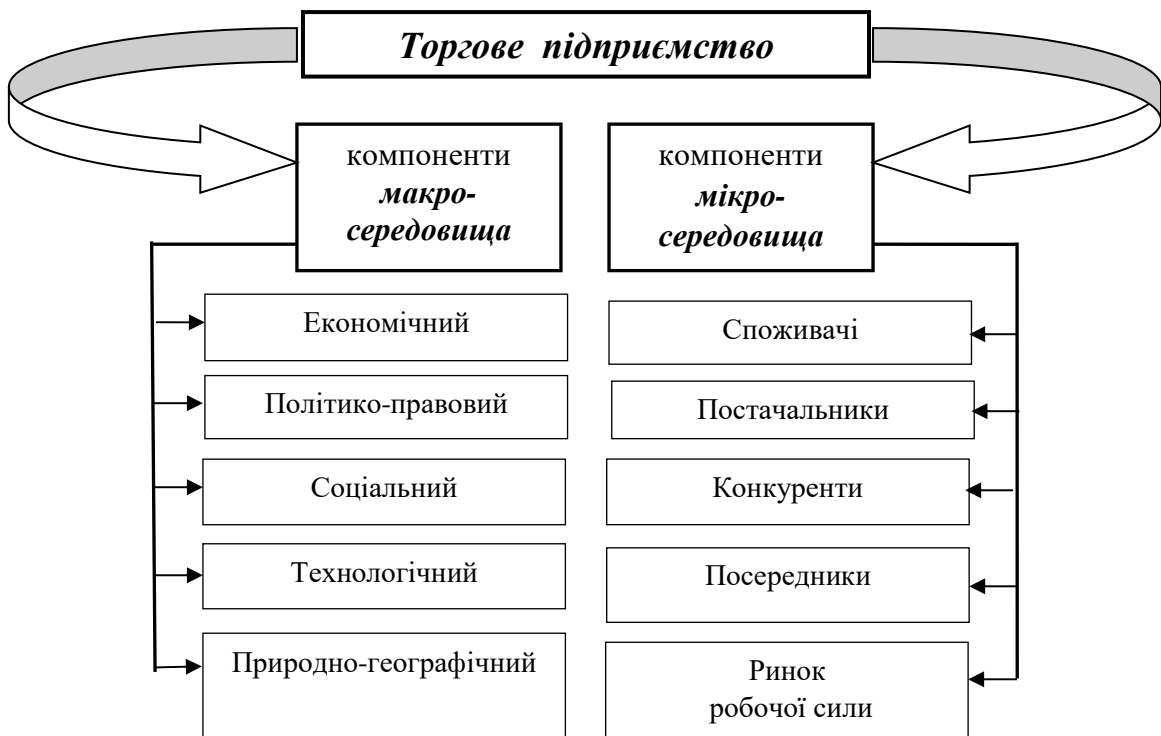 Торгове підприємство
компоненти
макро-
середовища
компоненти
мікро-
середовища
Економічний
Політико-правовий
Соціальний
Технологічний
Природно-географічний
Споживачі
Постачальники
Конкуренти
Посередники
Ринок
робочої сили